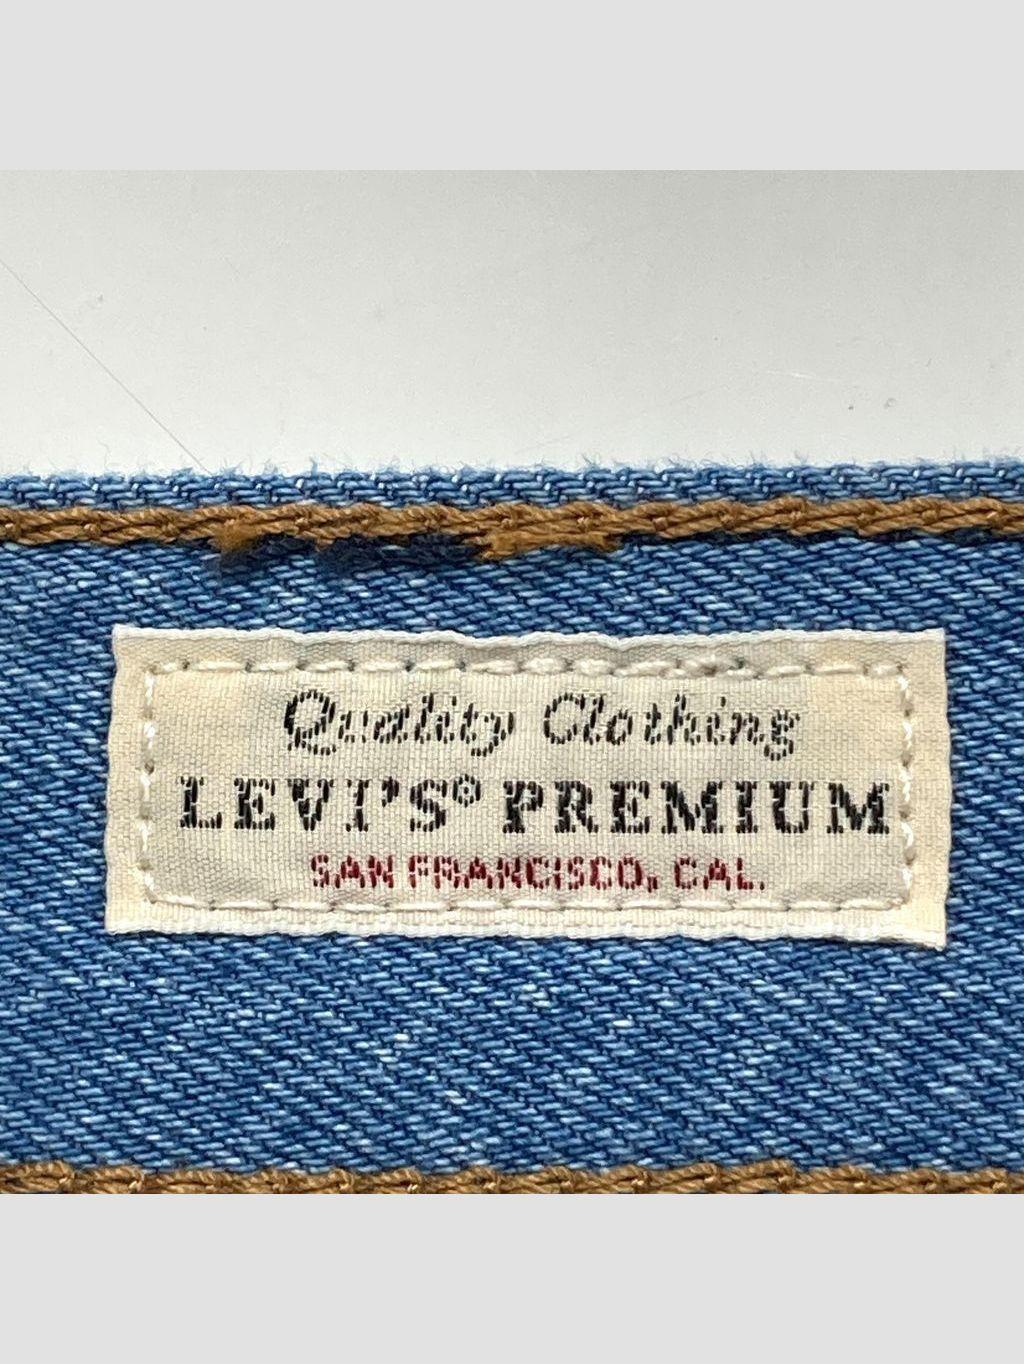 Quality Clothing
LEVI'S® PREMIUM
SAN FRANCISCO, CAL.